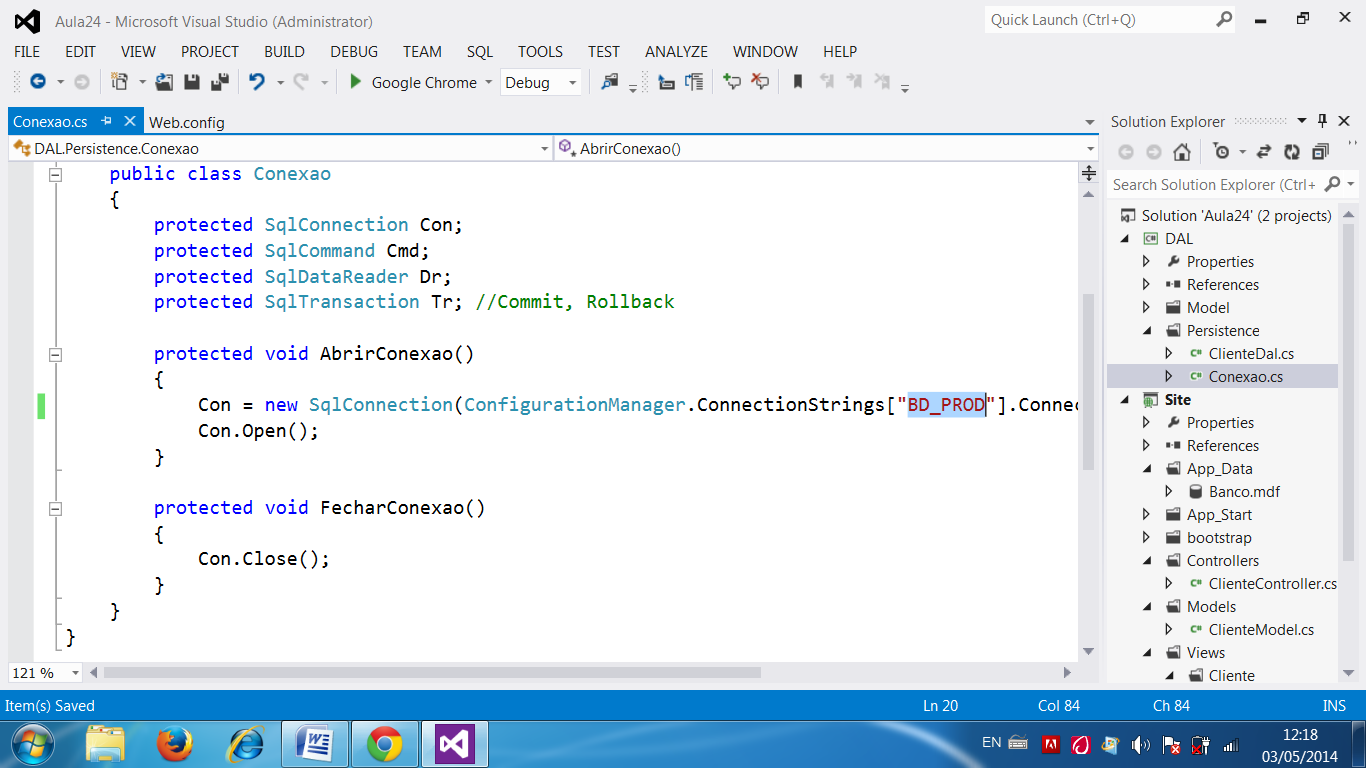 Aula24 - Microsoft Visual Studio (Administrator)
Quick Launch (Ctrl+Q)
FILE EDIT VIEW PROJECT BUILD DEBUG TEAM SQL TOOLS TEST ANALYZE WINDOW HELP
Google Chrome Debug
Conexao.cs Web.config
DAL.Persistence.Conexao AbrirConexao()
public class Conexao
{
protected SqlConnection Con;
protected SqlCommand Cmd;
protected SqlDataReader Dr;
protected SqlTransaction Tr; //Commit, Rollback
protected void AbrirConexao()
{
Con = new SqlConnection(ConfigurationManager.ConnectionStrings["BD_PROD"].Connec
Con.Open();
}
protected void FecharConexao()
{
Con.Close();
}
}
}
121 %
Solution Explorer
Search Solution Explorer (Ctrl+
Solution 'Aula24' (2 projects)
DAL
Properties
References
Model
Persistence
ClienteDal.cs
Conexao.cs
Site
Properties
References
App_Data
Banco.mdf
App_Start
bootstrap
Controllers
ClienteController.cs
Models
ClienteModel.cs
Views
Cliente
Item(s) Saved Ln 20 Col 84 Ch 84 INS
EN
12:18
03/05/2014